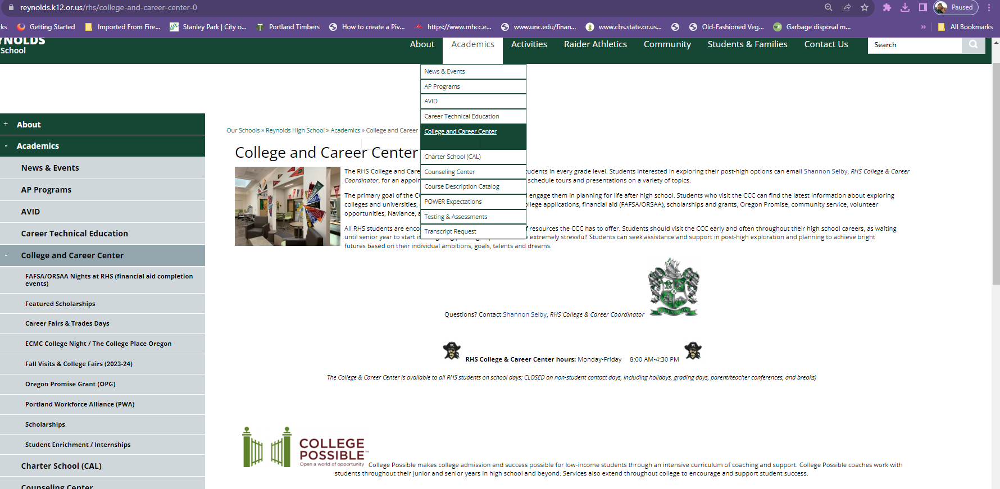 reynolds.k12.or.us/rhs/college-and-career-center-0
Paused
ks
Getting Started
Imported From Fire...
Stanley Park | City o...
Portland Timbers
How to create a Piv...
https://www.mhcc.e...
www.unc.edu/finan...
www.cbs.state.or.us...
Old-Fashioned Veg...
Garbage disposal m...
»
All Bookmarks
YNOLDS
School
About
Academics
Activities
Raider Athletics
Community
Students & Families
Contact Us
Search
News & Events
AP Programs
AVID
Career Technical Education
College and Career Center
Charter School (CAL)
Counseling Center
Course Description Catalog
POWER Expectations
Testing & Assessments
Transcript Request
+ About
- Academics
News & Events
AP Programs
AVID
Career Technical Education
- College and Career Center
FAFSA/ORSAA Nights at RHS (financial aid completion
events)
Featured Scholarships
Career Fairs & Trades Days
ECMC College Night / The College Place Oregon
Fall Visits & College Fairs (2023-24)
Oregon Promise Grant (OPG)
Portland Workforce Alliance (PWA)
Scholarships
Student Enrichment / Internships
Charter School (CAL)
Counseling Center
Our Schools » Reynolds High School » Academics » College and Career
College and Career Center
The RHS College and Care udents in every grade level. Students interested in exploring their post-high options can email Shannon Selby, RHS College & Career
Coordinator, for an appoin schedule tours and presentations on a variety of topics.
The primary goal of the CC engage them in planning for life after high school. Students who visit the CCC can find the latest information about exploring
colleges and universities, llege applications, financial aid (FAFSA/ORSAA), scholarships and grants, Oregon Promise, community service, volunteer
opportunities, Naviance, a
All RHS students are enco f resources the CCC has to offer. Students should visit the CCC early and often throughout their high school careers, as waiting
until senior year to start in e extremely stressful! Students can seek assistance and support in post-high exploration and planning to achieve bright
futures based on their individual ambitions, goals, talents and dreams.
REYNOLDS
Questions? Contact Shannon Selby, RHS College & Career Coordinator
RHS College & Career Center hours: Monday-Friday 8:00 AM-4:30 PM
The College & Career Center is available to all RHS students on school days; CLOSED on non-student contact days, including holidays, grading days, parent/teacher conferences, and breaks)
COLLEGE
POSSIBLE™
Open a world of opportunity
College Possible makes college admission and success possible for low-income students through an intensive curriculum of coaching and support. College Possible coaches work with
students throughout their junior and senior years in high school and beyond. Services also extend throughout college to encourage and support student success.